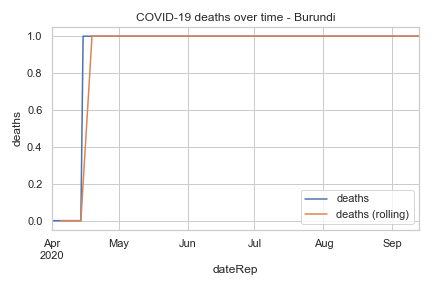 COVID-19 deaths over time - Burundi
deaths
1.0
0.8
0.6
0.4
0.2
0.0
deaths
deaths (rolling)
Apr May Jun Jul Aug Sep
2020
dateRep